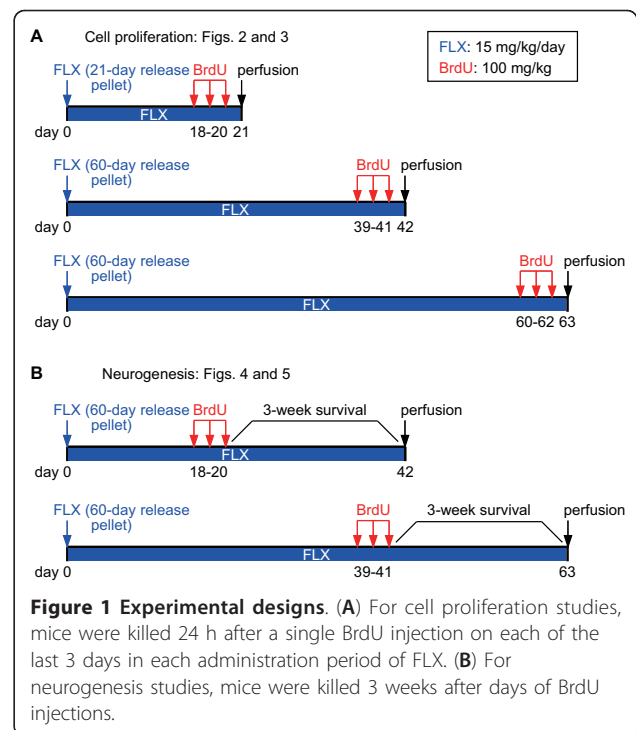 A Cell proliferation: Figs. 2 and 3
FLX: 15 mg/kg/day
BrdU: 100 mg/kg
FLX (21-day release pellet)
BrdU
perfusion
FLX
day 0
18-20
21
FLX (60-day release pellet)
BrdU
perfusion
FLX
day 0
39-41
42
FLX (60-day release pellet)
BrdU
perfusion
FLX
day 0
60-62
63
B Neurogenesis: Figs. 4 and 5
FLX (60-day release pellet)
BrdU
3-week survival
perfusion
FLX
day 0
18-20
42
FLX (60-day release pellet)
BrdU
3-week survival
perfusion
FLX
day 0
39-41
63
Figure 1 Experimental designs. (A) For cell proliferation studies,
mice were killed 24 h after a single BrdU injection on each of the
last 3 days in each administration period of FLX. (B) For
neurogenesis studies, mice were killed 3 weeks after days of BrdU
injections.